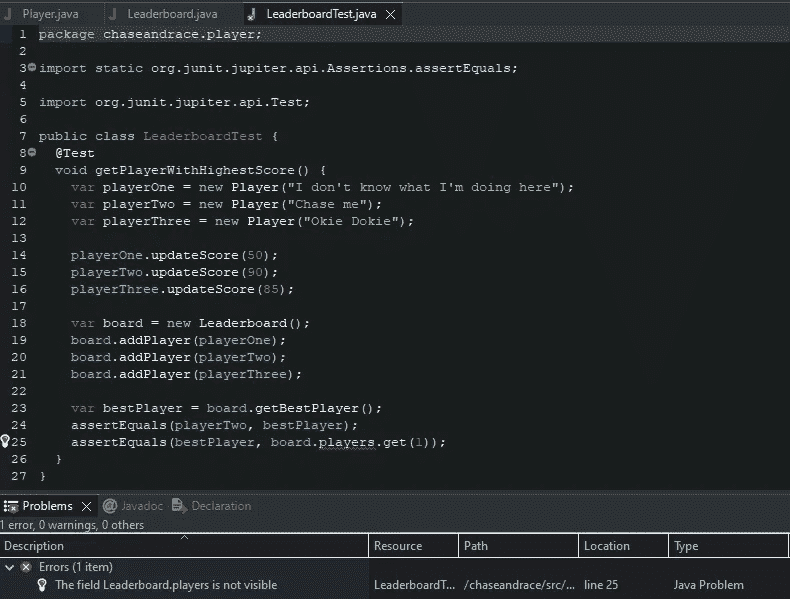 Player.java Leaderboard.java LeaderboardTest.java
1 package chaseandrace.player;
2
3 import static org.junit.jupiter.api.Assertions.assertEquals;
4
5 import org.junit.jupiter.api.Test;
6
7 public class LeaderboardTest {
8 @Test
9 void getPlayerWithHighestScore() {
10 var playerOne = new Player("I don't know what I'm doing here");
11 var playerTwo = new Player("Chase me");
12 var playerThree = new Player("Okie Dokie");
13
14 playerOne.updateScore(50);
15 playerTwo.updateScore(90);
16 playerThree.updateScore(85);
17
18 var board = new Leaderboard();
19 board.addPlayer(playerOne);
20 board.addPlayer(playerTwo);
21 board.addPlayer(playerThree);
22
23 var bestPlayer = board.getBestPlayer();
24 assertEquals(playerTwo, bestPlayer);
25 assertEquals(bestPlayer, board.players.get(1));
26 }
27 }
Problems Javadoc Declaration
1 error, 0 warnings, 0 others
Description Resource Path Location Type
Errors (1 item)
The field Leaderboard.players is not visible LeaderboardT... /chaseandrace/src/... line 25 Java Problem